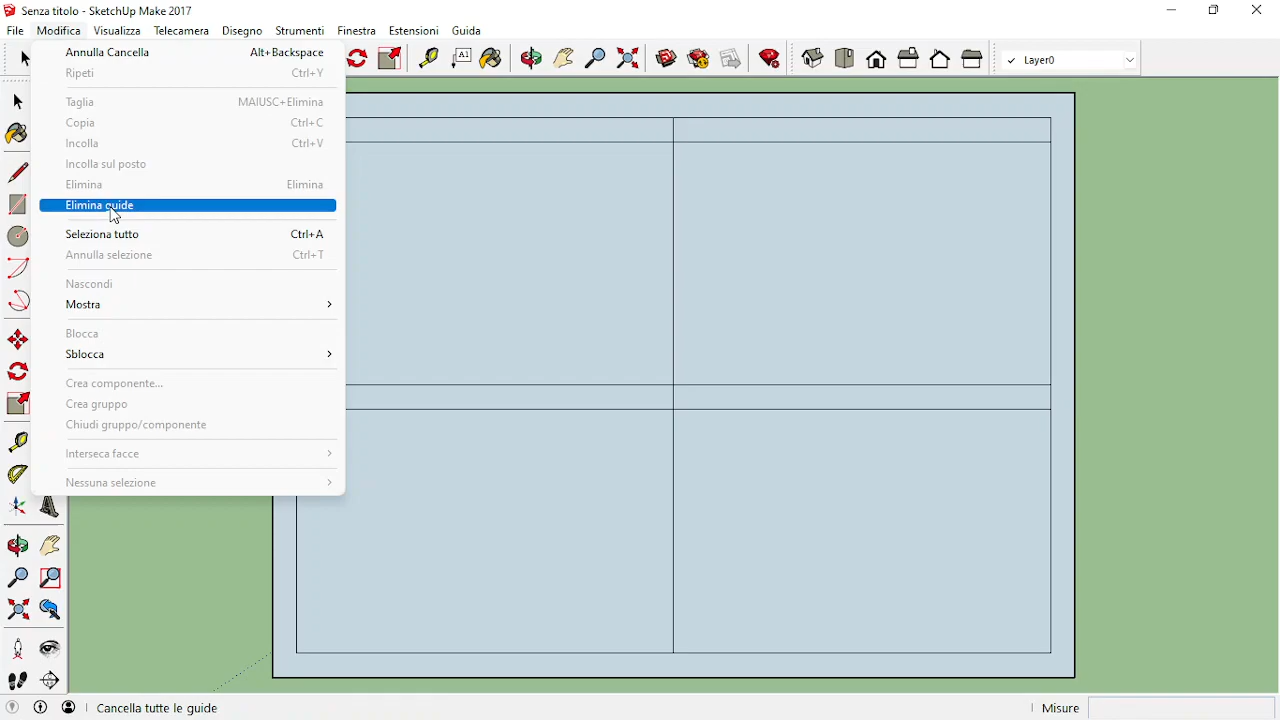 Senza titolo - SketchUp Make 2017
File Modifica Visualizza Telecamera Disegno Strumenti Finestra Estensioni Guida
Annulla Cancella Alt+Backspace
Ripeti Ctrl+Y
Taglia MAIUSC+Elimina
Copia Ctrl+C
Incolla Ctrl+V
Incolla sul posto
Elimina Elimina
Elimina guide
Seleziona tutto Ctrl+A
Annulla selezione Ctrl+T
Nascondi
Mostra
Blocca
Sblocca
Crea componente...
Crea gruppo
Chiudi gruppo/componente
Interseca facce
Nessuna selezione
Layer0
Cancella tutte le guide
Misure